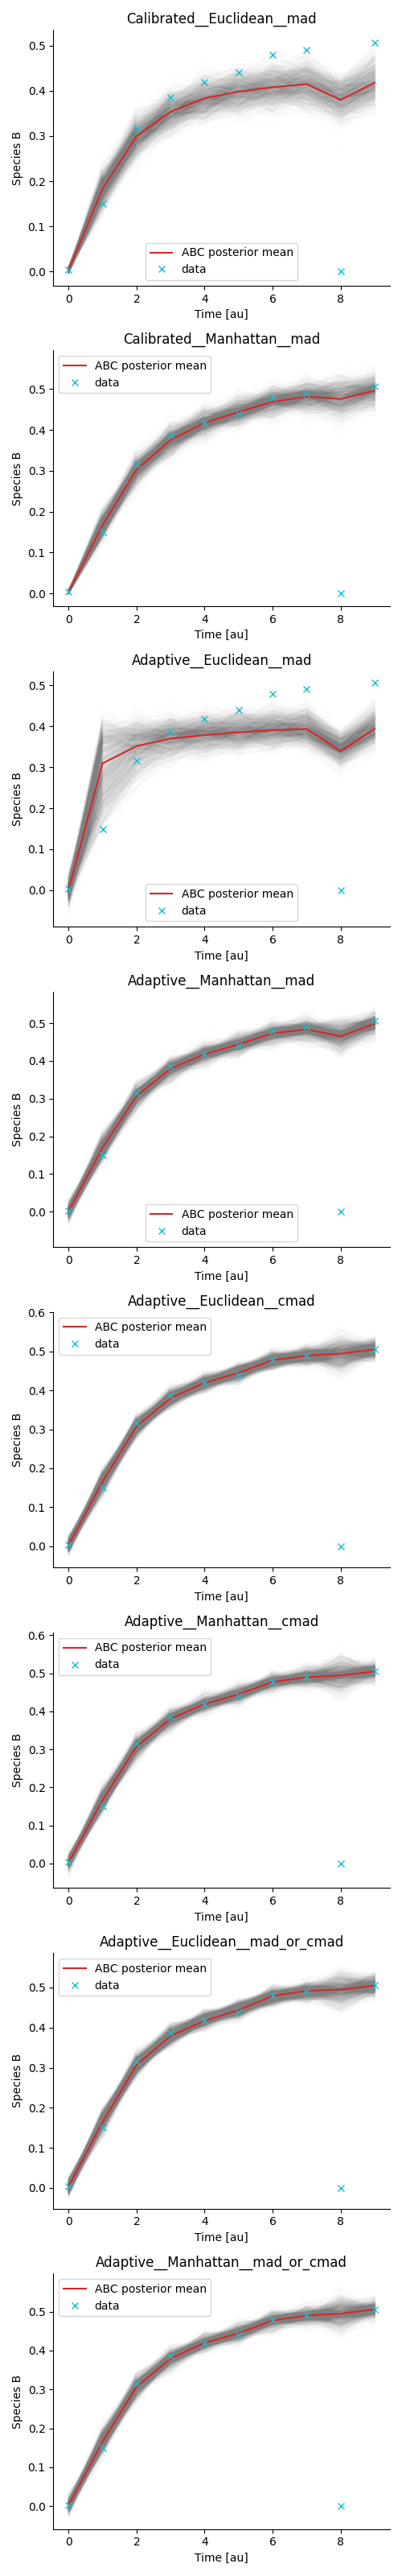 Calibrated__Euclidean__mad
0.5
0.4
0.3
0.2
0.1
0.0
Species B
ABC posterior mean
data
0 2 4 6 8
Time [au]
Calibrated__Manhattan__mad
ABC posterior mean
data
0.5
0.4
0.3
0.2
0.1
0.0
Species B
0 2 4 6 8
Time [au]
Adaptive__Euclidean__mad
0.5
0.4
0.3
0.2
0.1
0.0
Species B
ABC posterior mean
data
0 2 4 6 8
Time [au]
Adaptive__Manhattan__mad
0.5
0.4
0.3
0.2
0.1
0.0
Species B
ABC posterior mean
data
0 2 4 6 8
Time [au]
Adaptive__Euclidean__cmad
ABC posterior mean
data
0.6
0.5
0.4
0.3
0.2
0.1
0.0
Species B
0 2 4 6 8
Time [au]
Adaptive__Manhattan__cmad
ABC posterior mean
data
0.6
0.5
0.4
0.3
0.2
0.1
0.0
Species B
0 2 4 6 8
Time [au]
Adaptive__Euclidean__mad_or_cmad
ABC posterior mean
data
0.5
0.4
0.3
0.2
0.1
0.0
Species B
0 2 4 6 8
Time [au]
Adaptive__Manhattan__mad_or_cmad
ABC posterior mean
data
0.5
0.4
0.3
0.2
0.1
0.0
Species B
0 2 4 6 8
Time [au]